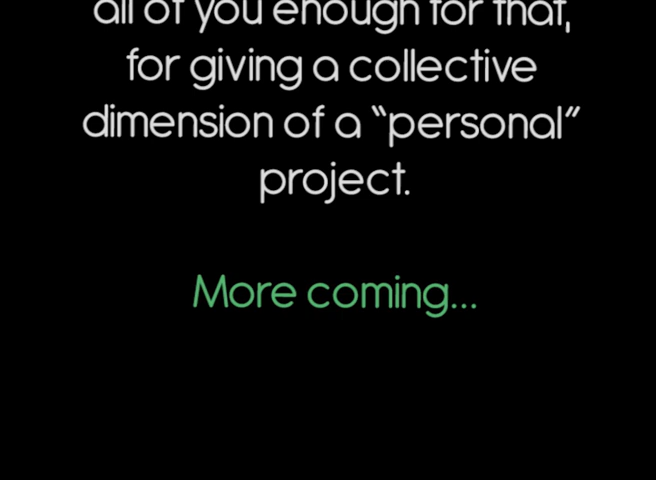 all of you enough for that,
for giving a collective
dimension of a “personal”
project.
More coming...